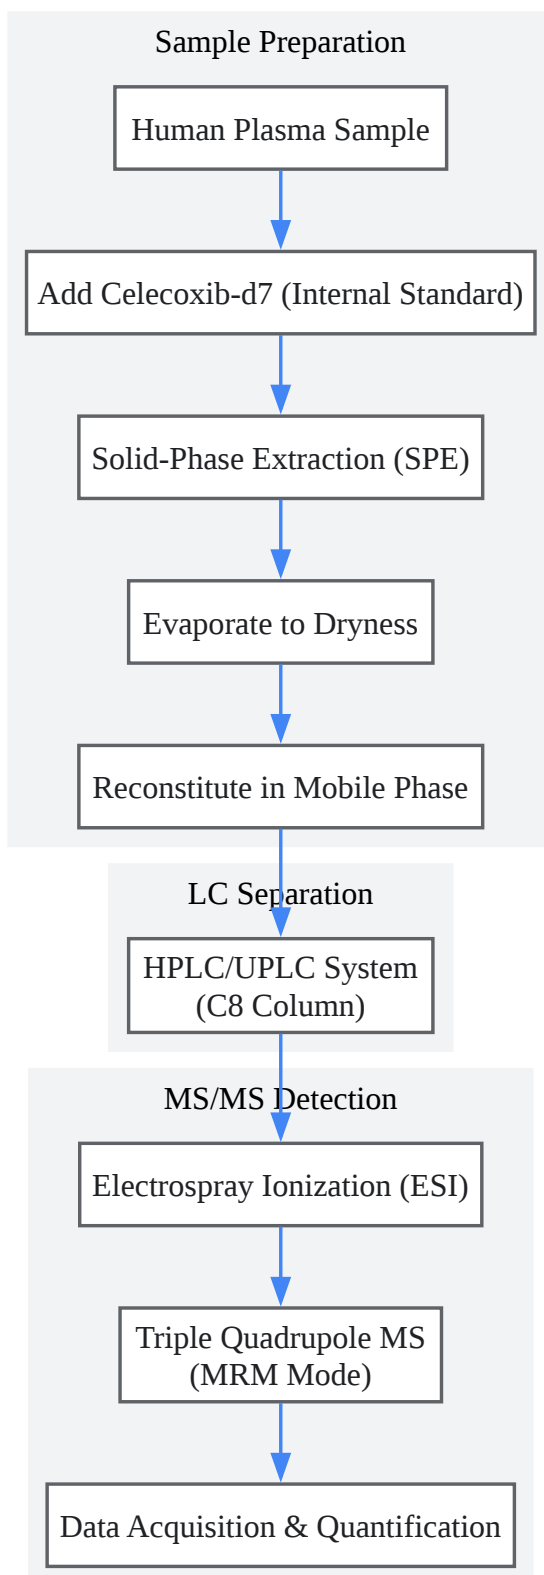 Sample Preparation
Human Plasma Sample
Add Celecoxib-d7 (Internal Standard)
Solid-Phase Extraction (SPE)
Evaporate to Dryness
Reconstitute in Mobile Phase
LC Separation
HPLC/UPLC System
(C8 Column)
MS/MS Detection
Electrospray Ionization (ESI)
Triple Quadrupole MS
(MRM Mode)
Data Acquisition & Quantification